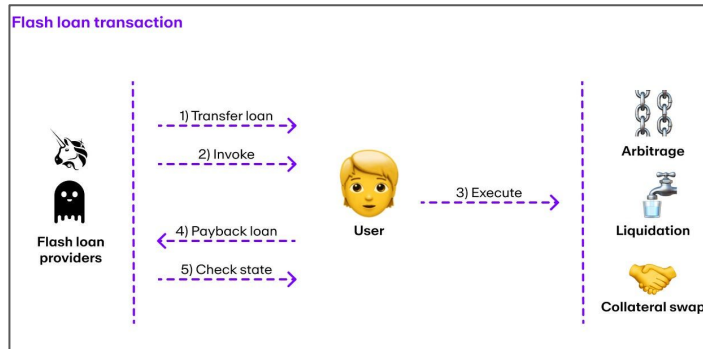 Flash loan transaction
1) Transfer loan
2) Invoke
Flash loan
providers
4) Payback loan
5) Check state
User
3) Execute
Arbitrage
Liquidation
Collateral swap